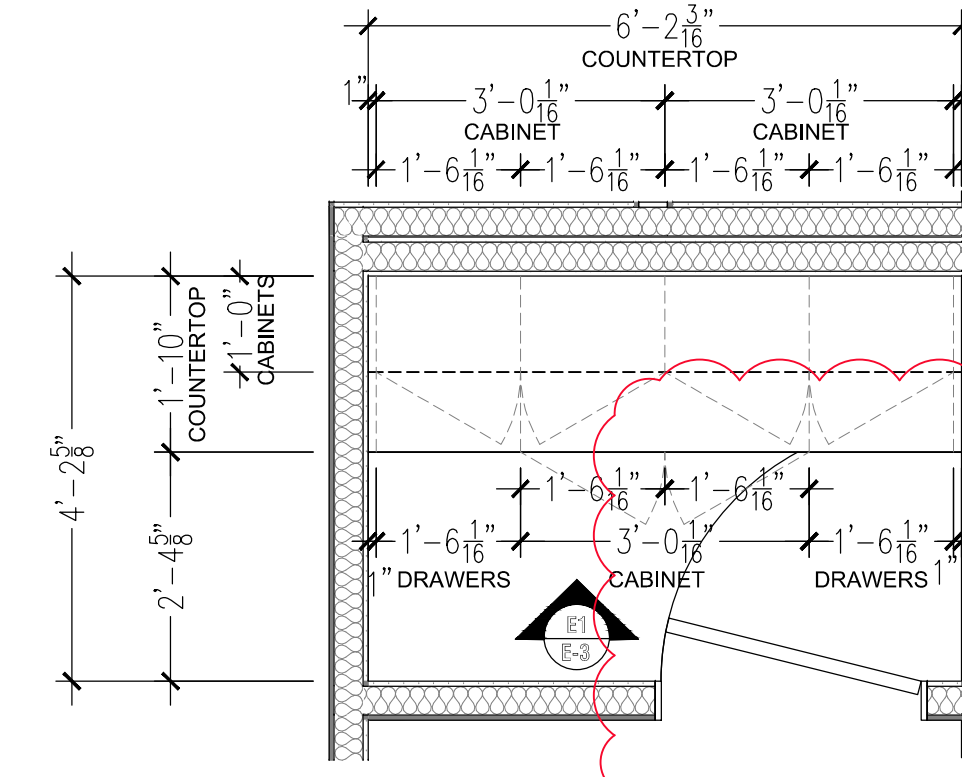 6'-2 3/16"
COUNTERTOP
1" 3'-0 1/16" 3'-0 1/16"
CABINET CABINET
1'-6 1/16" 1'-6 1/16" 1'-6 1/16" 1'-6 1/16"
4'-2 5/8"
1'-10"
COUNTERTOP
1'-0"
CABINETS
2'-4 5/8"
1'-6 1/16" 1'-6 1/16"
1'-6 1/16" 3'-0 1/16" 1'-6 1/16"
1" DRAWERS CABINET DRAWERS 1"
E1
E-3